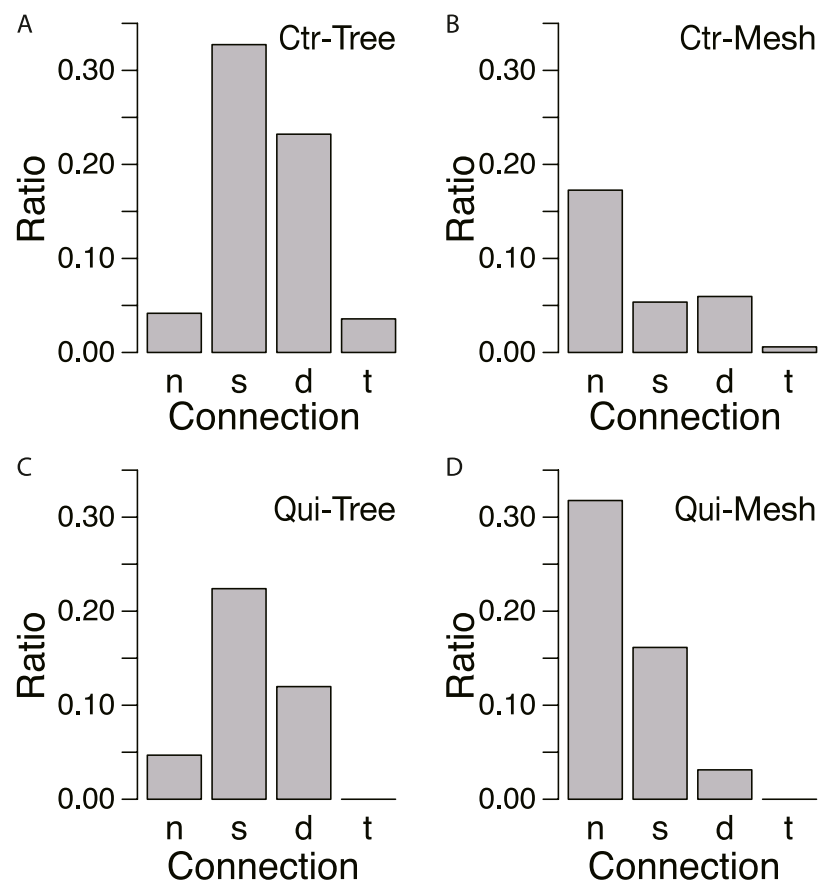 A
Ctr-Tree
Ratio
0.30
0.20
0.10
0.00
n s d t
Connection
B
Ctr-Mesh
Ratio
0.30
0.20
0.10
0.00
n s d t
Connection
C
Qui-Tree
Ratio
0.30
0.20
0.10
0.00
n s d t
Connection
D
Qui-Mesh
Ratio
0.30
0.20
0.10
0.00
n s d t
Connection